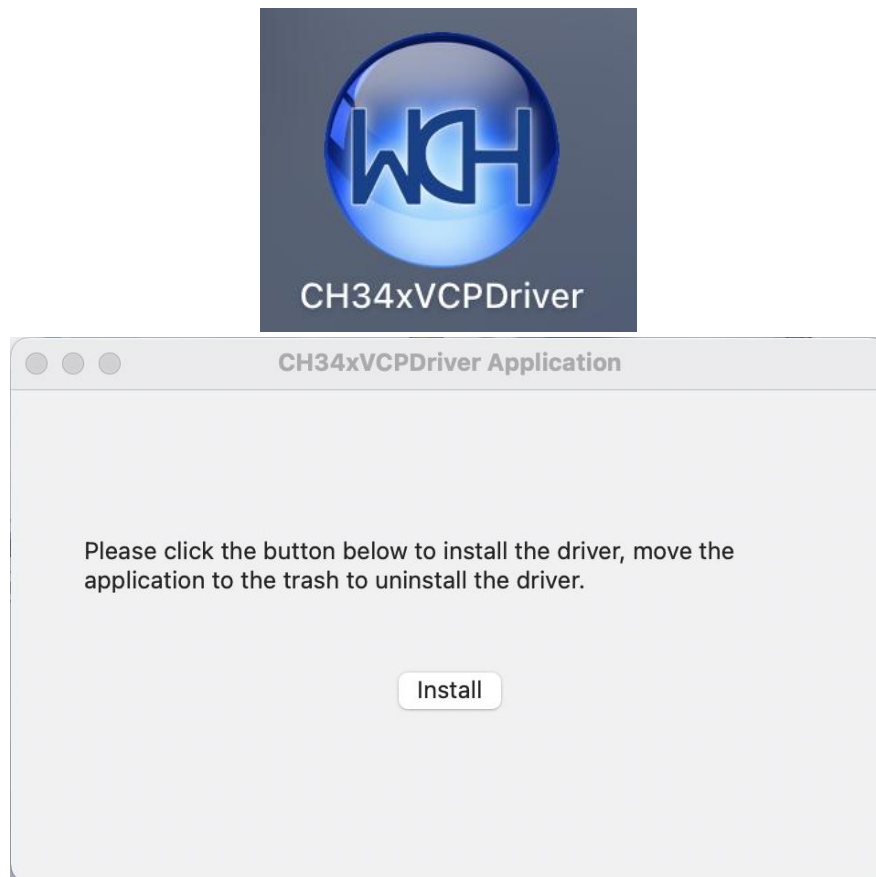 WCH
CH34xVCPDriver
CH34xVCPDriver Application
Please click the button below to install the driver, move the
application to the trash to uninstall the driver.
Install